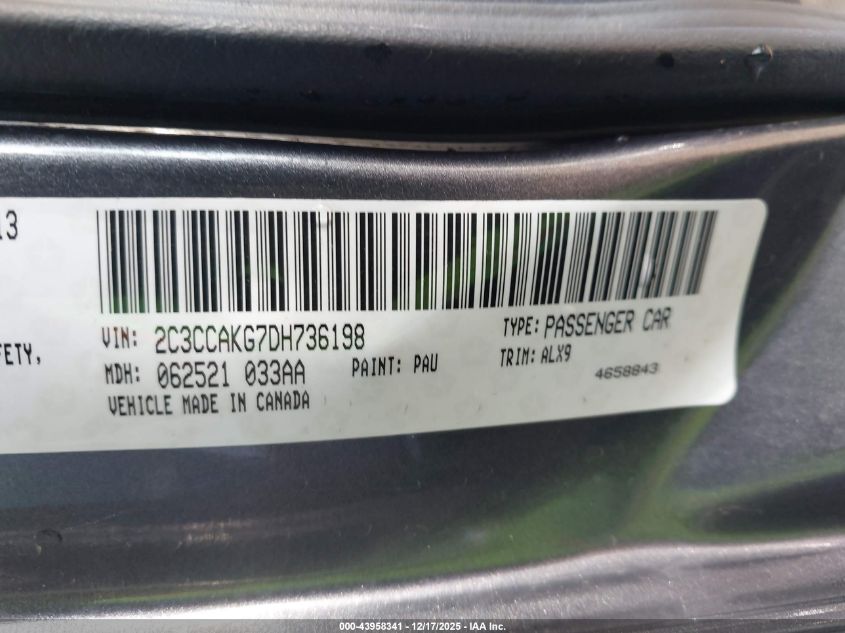 13
FETY,
VIN: 2C3CCAKG7DH736198
TYPE: PASSENGER CAR
MDH: 062521 033AA
PAINT: PAU
TRIM: ALX9
VEHICLE MADE IN CANADA
4658843
000-43958341 | 12/17/2025 - IAA Inc.